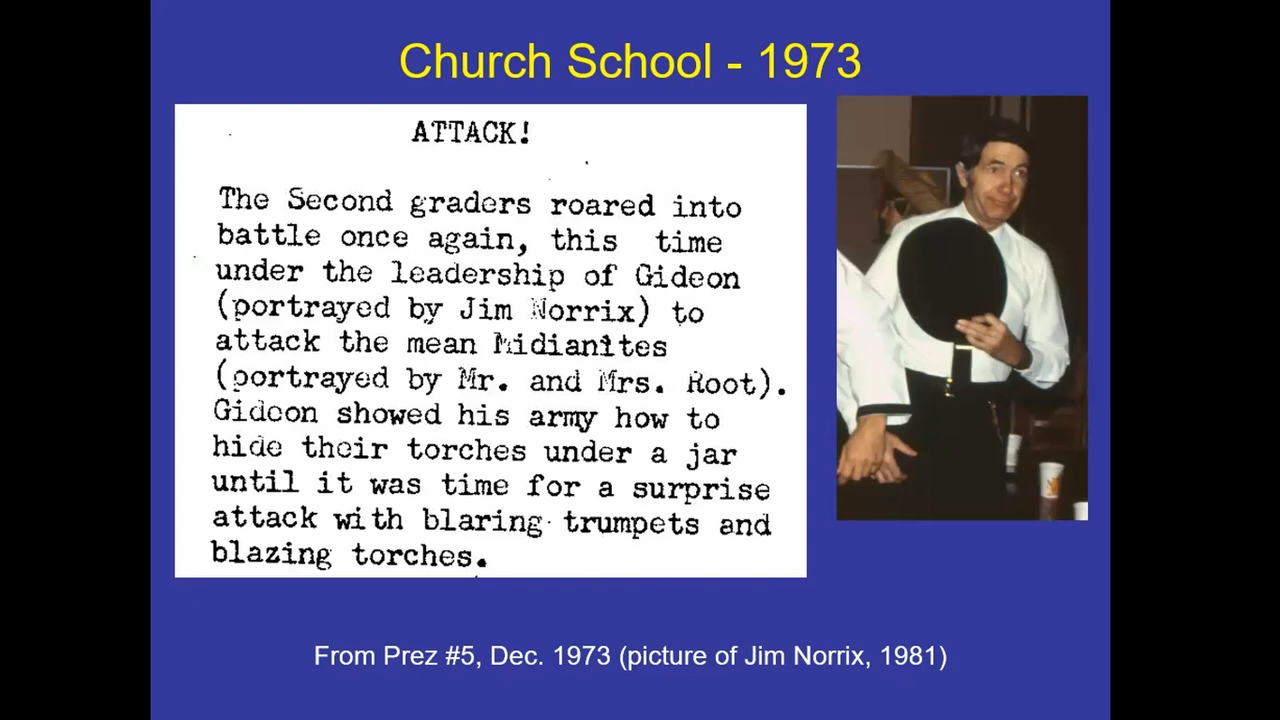 Church School - 1973
ATTACK!
The Second graders roared into
battle once again, this time
under the leadership of Gideon
(portrayed by Jim Norrix) to
attack the mean Midianites
(portrayed by Mr. and Mrs. Root).
Gideon showed his army how to
hide their torches under a jar
until it was time for a surprise
attack with blaring trumpets and
blazing torches.
From Prez #5, Dec. 1973 (picture of Jim Norrix, 1981)